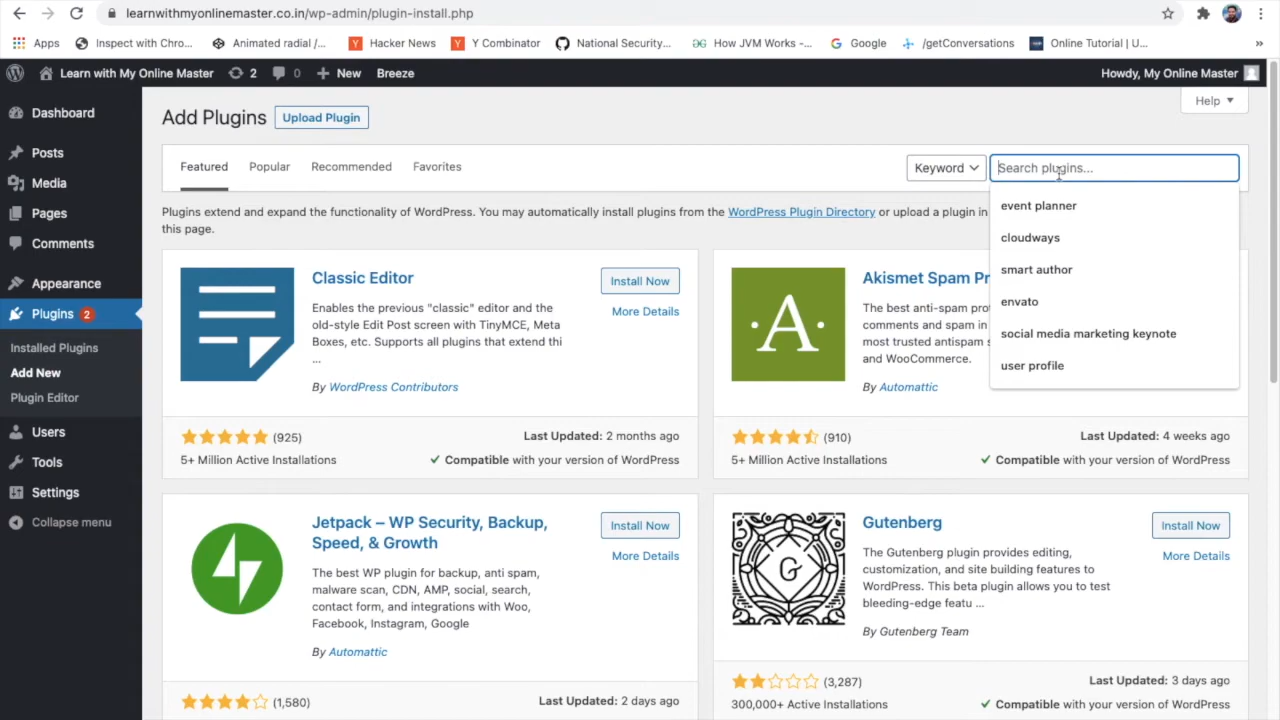 learnwithmyonlinemaster.co.in/wp-admin/plugin-install.php
Apps
Inspect with Chro...
Animated radial /...
Hacker News
Y Combinator
National Security...
How JVM Works -...
Google
/getConversations
Online Tutorial | U...
»
Learn with My Online Master
2
0
New
Breeze
Howdy, My Online Master
Dashboard
Posts
Media
Pages
Comments
Appearance
Plugins 2
Installed Plugins
Add New
Plugin Editor
Users
Tools
Settings
Collapse menu
Help
Add Plugins
Upload Plugin
Featured
Popular
Recommended
Favorites
Keyword
Search plugins...
event planner
cloudways
smart author
envato
social media marketing keynote
user profile
Plugins extend and expand the functionality of WordPress. You may automatically install plugins from the WordPress Plugin Directory or upload a plugin in
this page.
Classic Editor
Install Now
More Details
Enables the previous "classic" editor and the
old-style Edit Post screen with TinyMCE, Meta
Boxes, etc. Supports all plugins that extend thi
...
By WordPress Contributors
(925)
Last Updated: 2 months ago
5+ Million Active Installations
Compatible with your version of WordPress
A
Akismet Spam Pr
The best anti-spam prot
comments and spam in
most trusted antispam s
and WooCommerce.
By Automattic
(910)
Last Updated: 4 weeks ago
5+ Million Active Installations
Compatible with your version of WordPress
Jetpack – WP Security, Backup,
Speed, & Growth
Install Now
More Details
The best WP plugin for backup, anti spam,
malware scan, CDN, AMP, social, search,
contact form, and integrations with Woo,
Facebook, Instagram, Google
By Automattic
(1,580)
Last Updated: 2 days ago
G
Gutenberg
Install Now
More Details
The Gutenberg plugin provides editing,
customization, and site building features to
WordPress. This beta plugin allows you to test
bleeding-edge featu ...
By Gutenberg Team
(3,287)
Last Updated: 3 days ago
300,000+ Active Installations
Compatible with your version of WordPress